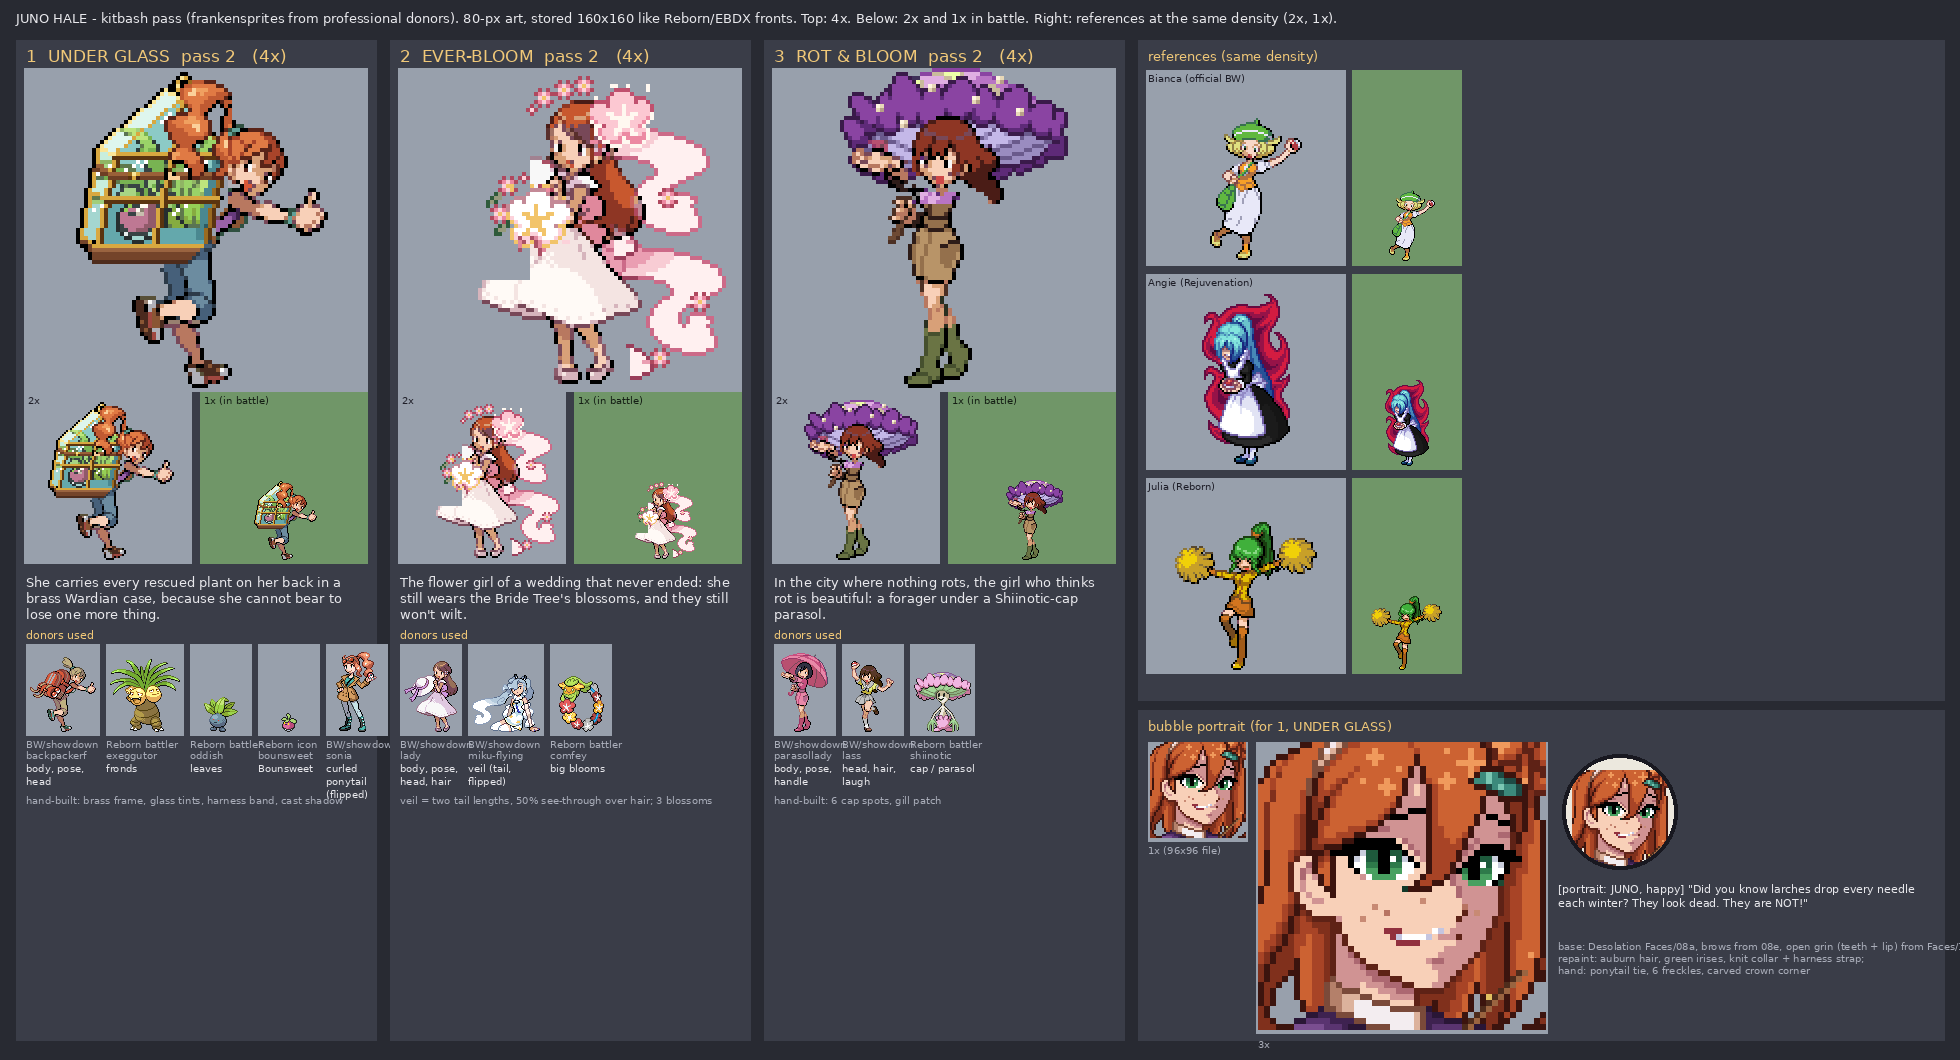 JUNO HALE - kitbash pass (frankensprites from professional donors). 80-px art, stored 160x160 like Reborn/EBDX fronts. Top: 4x. Below: 2x and 1x in battle. Right: references at the same density (2x, 1x).
1 UNDER GLASS pass 2 (4x)
2x
1x (in battle)
She carries every rescued plant on her back in a
brass Wardian case, because she cannot bear to
lose one more thing.
donors used
BW/showdown
backpackerf
body, pose,
head
Reborn battler
exeggutor
fronds
Reborn battler
oddish
leaves
Reborn icon
bounsweet
Bounsweet
BW/showdow
sonia
curled
ponytail
(flipped)
hand-built: brass frame, glass tints, harness band, cast shadow
2 EVER-BLOOM pass 2 (4x)
2x
1x (in battle)
The flower girl of a wedding that never ended: she
still wears the Bride Tree's blossoms, and they still
won't wilt.
donors used
BW/showdown
lady
body, pose,
head, hair
BW/showdown
miku-flying
veil (tail,
flipped)
Reborn battler
comfey
big blooms
veil = two tail lengths, 50% see-through over hair; 3 blossoms
3 ROT & BLOOM pass 2 (4x)
2x
1x (in battle)
In the city where nothing rots, the girl who thinks
rot is beautiful: a forager under a Shiinotic-cap
parasol.
donors used
BW/showdown
parasollady
body, pose,
handle
BW/showdown
lass
head, hair,
laugh
Reborn battler
shiinotic
cap / parasol
hand-built: 6 cap spots, gill patch
references (same density)
Bianca (official BW)
Angie (Rejuvenation)
Julia (Reborn)
bubble portrait (for 1, UNDER GLASS)
1x (96x96 file)
3x
[portrait: JUNO, happy] "Did you know larches drop every needle
each winter? They look dead. They are NOT!"
base: Desolation Faces/08a, brows from 08e, open grin (teeth + lip) from Faces/
repaint: auburn hair, green irises, knit collar + harness strap;
hand: ponytail tie, 6 freckles, carved crown corner